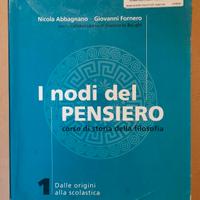 Nicola Abbagnano Giovanni Fornero
I nodi del
PENSIERO
corso di storia della filosofia
1 Dalle origini
alla scolastica